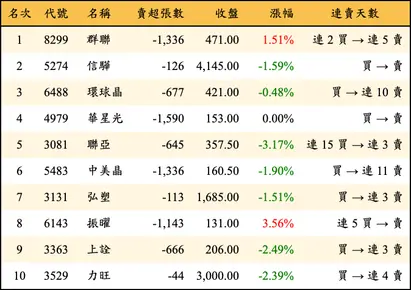 名次 代號 名稱 賣超張數 收盤 漲幅 連賣天數
1 8299 群聯 -1,336 471.00 1.51% 連 2 買 → 連 5 賣
2 5274 信驊 -126 4,145.00 -1.59% 買 → 賣
3 6488 環球晶 -677 421.00 -0.48% 買 → 連 10 賣
4 4979 華星光 -1,590 153.00 0.00% 買 → 賣
5 3081 聯亞 -645 357.50 -3.17% 連 15 買 → 連 3 賣
6 5483 中美晶 -1,336 160.50 -1.90% 買 → 連 11 賣
7 3131 弘塑 -113 1,685.00 -1.51% 買 → 連 3 賣
8 6143 振曜 -1,143 131.00 3.56% 連 5 買 → 賣
9 3363 上詮 -666 206.00 -2.49% 買 → 連 3 賣
10 3529 力旺 -44 3,000.00 -2.39% 買 → 連 4 賣